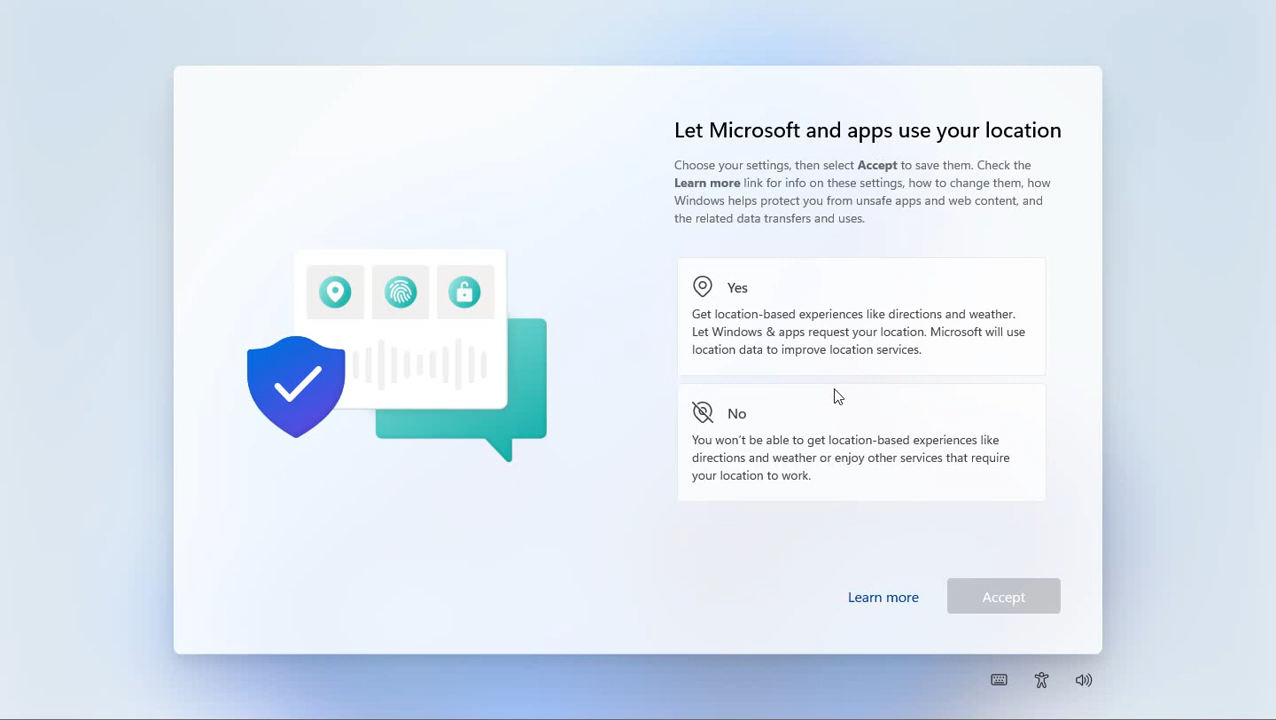 Let Microsoft and apps use your location
Choose your settings, then select Accept to save them. Check the
Learn more link for info on these settings, how to change them, how
Windows helps protect you from unsafe apps and web content, and
the related data transfers and uses.
Yes
Get location-based experiences like directions and weather.
Let Windows & apps request your location. Microsoft will use
location data to improve location services.
No
You won't be able to get location-based experiences like
directions and weather or enjoy other services that require
your location to work.
Learn more
Accept